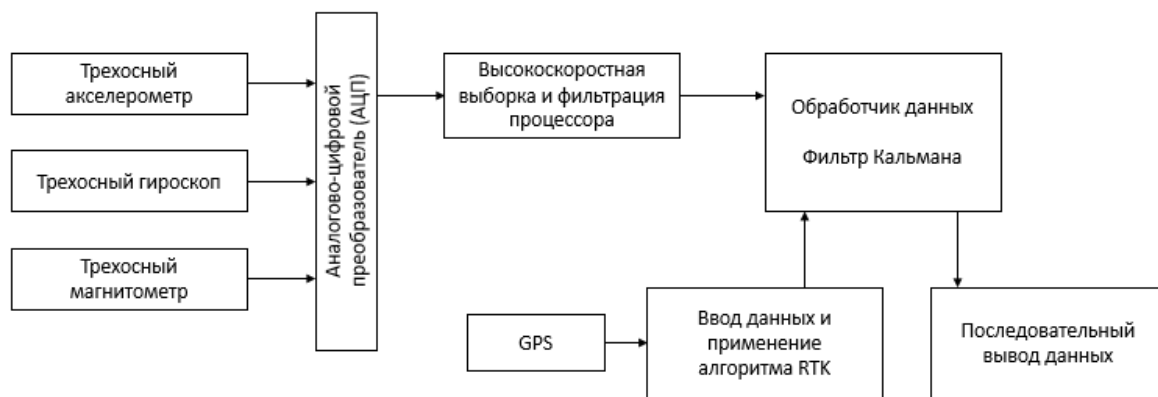 Трехосный
акселерометр
Трехосный гироскоп
Трехосный
магнитометр
Аналогово-цифровой
преобразователь (АЦП)
Высокоскоростная
выборка и фильтрация
процессора
Обработчик данных
Фильтр Кальмана
GPS
Ввод данных и
применение
алгоритма RTK
Последовательный
вывод данных